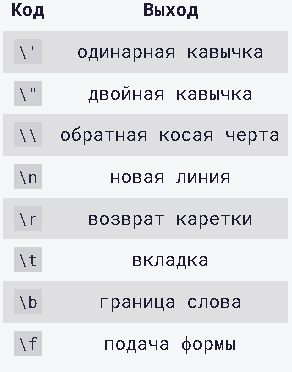 Код Выход
\' одинарная кавычка
\" двойная кавычка
\\ обратная косая черта
\n новая линия
\r возврат каретки
\t вкладка
\b граница слова
\f подача формы